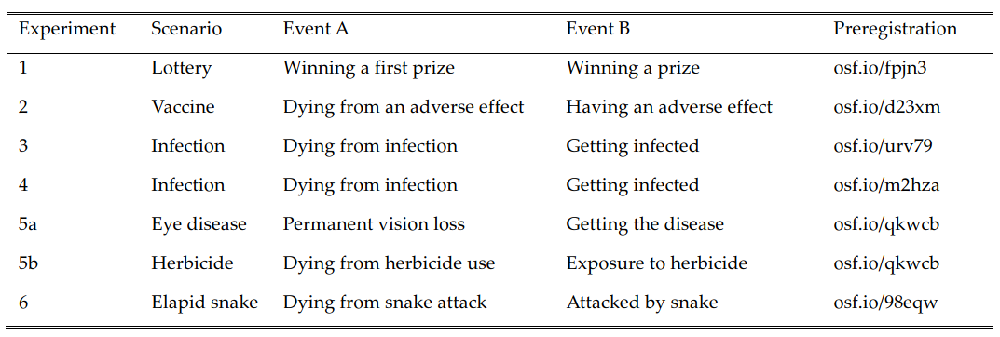 Experiment Scenario Event A Event B Preregistration
1 Lottery Winning a first prize Winning a prize osf.io/fpjn3
2 Vaccine Dying from an adverse effect Having an adverse effect osf.io/d23xm
3 Infection Dying from infection Getting infected osf.io/urv79
4 Infection Dying from infection Getting infected osf.io/m2hza
5a Eye disease Permanent vision loss Getting the disease osf.io/qkwcb
5b Herbicide Dying from herbicide use Exposure to herbicide osf.io/qkwcb
6 Elapid snake Dying from snake attack Attacked by snake osf.io/98eqw